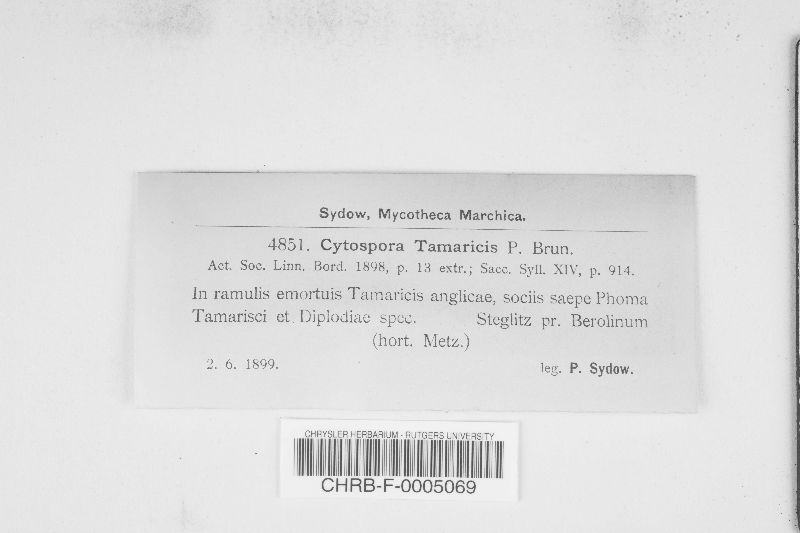 Sydow, Mycotheca Marchica.
4851. Cytospora Tamaricis P. Brun.
Act. Soc. Linn. Bord. 1898, p. 13 extr.; Sacc. Syll. XIV, p. 914.
In ramulis emortuis Tamaricis anglicae, sociis saepe Phoma
Tamarisci et Diplodiae spec. Steglitz pr. Berolinum
(hort. Metz.)
2. 6. 1899. leg. P. Sydow.
CHRYSLER HERBARIUM - RUTGERS UNIVERSITY
CHRB-F-0005069